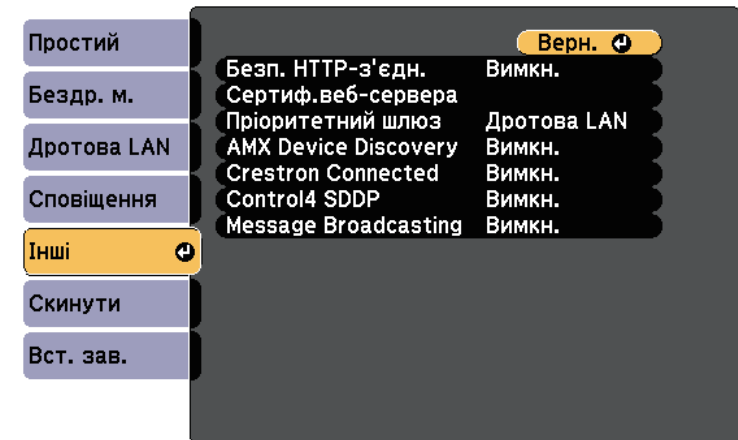 Простий
Бездр. м.
Дротова LAN
Сповіщення
Інші
Скинути
Вст. зав.
Верн.
Безп. HTTP-з'єдн. Вимкн.
Сертиф.веб-сервера
Пріоритетний шлюз Дротова LAN
AMX Device Discovery Вимкн.
Crestron Connected Вимкн.
Control4 SDDP Вимкн.
Message Broadcasting Вимкн.